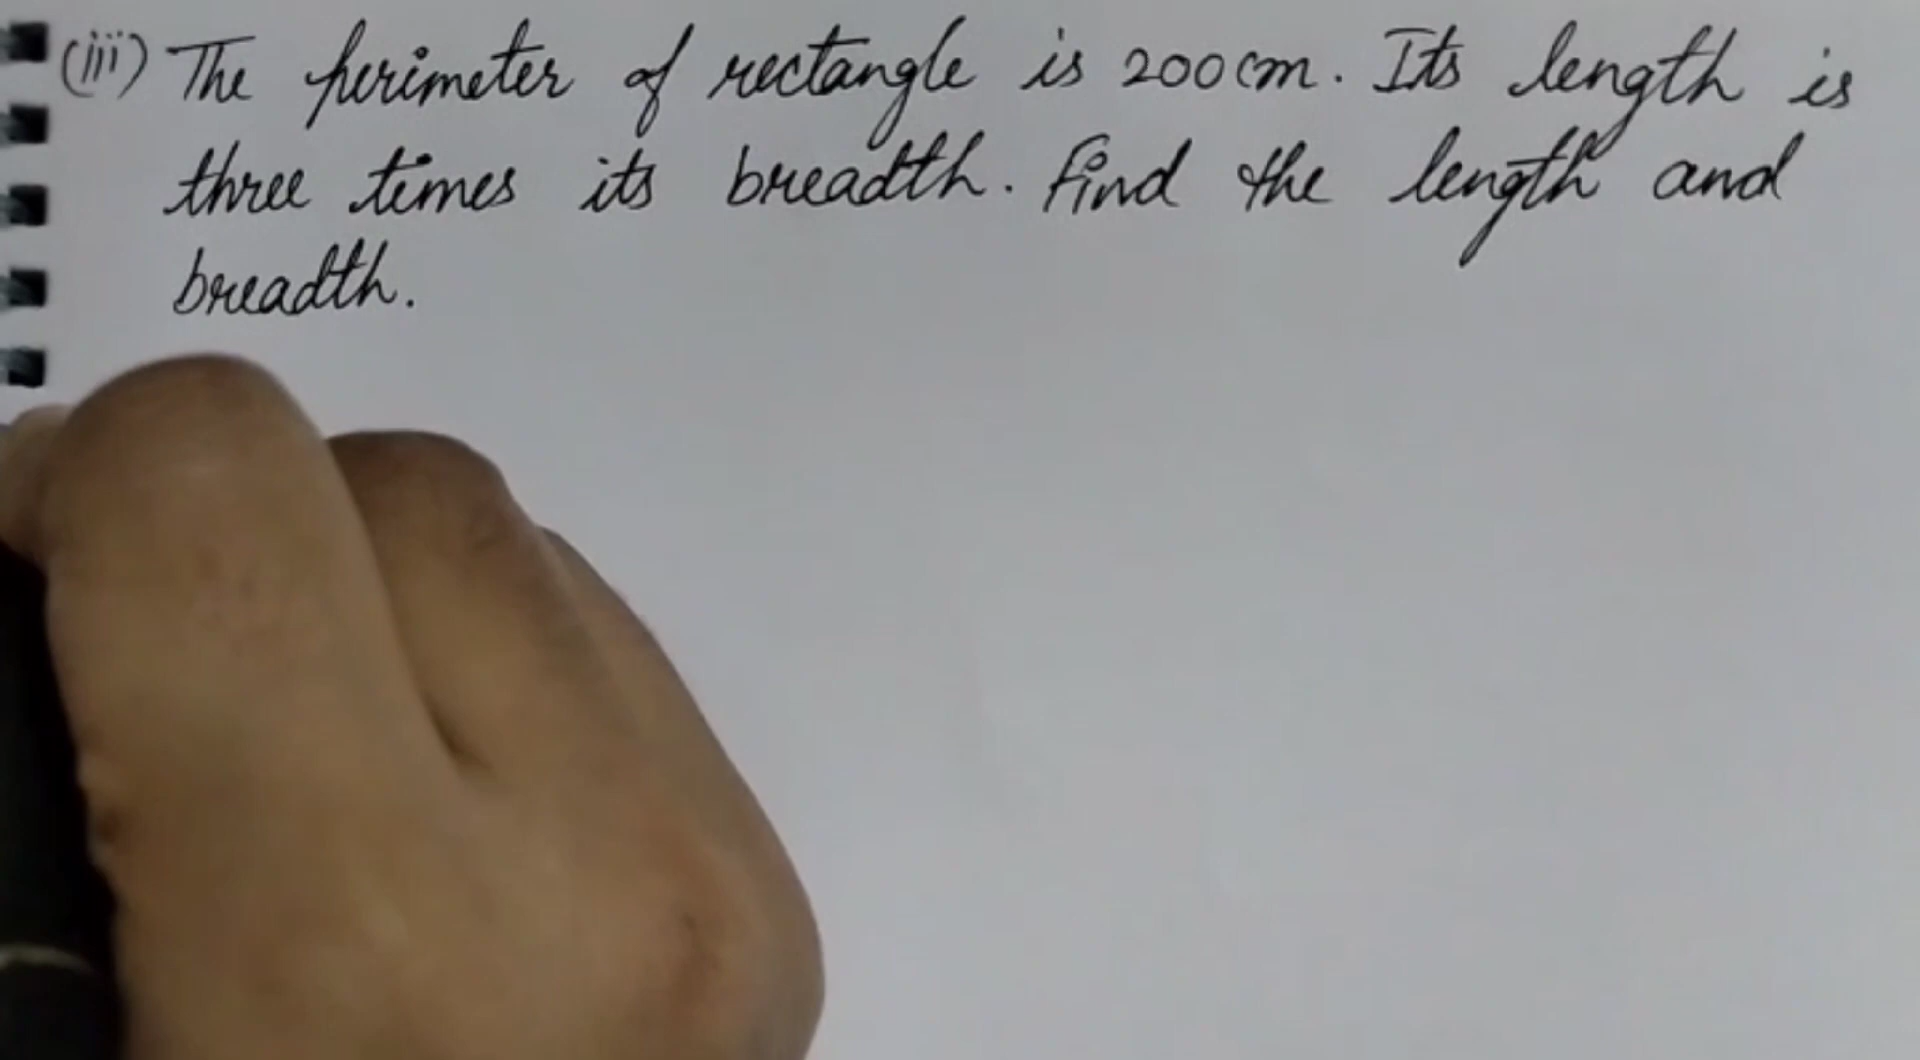 (iii) The perimeter of rectangle is 200cm. Its length is
three times its breadth. find the length and
breadth.